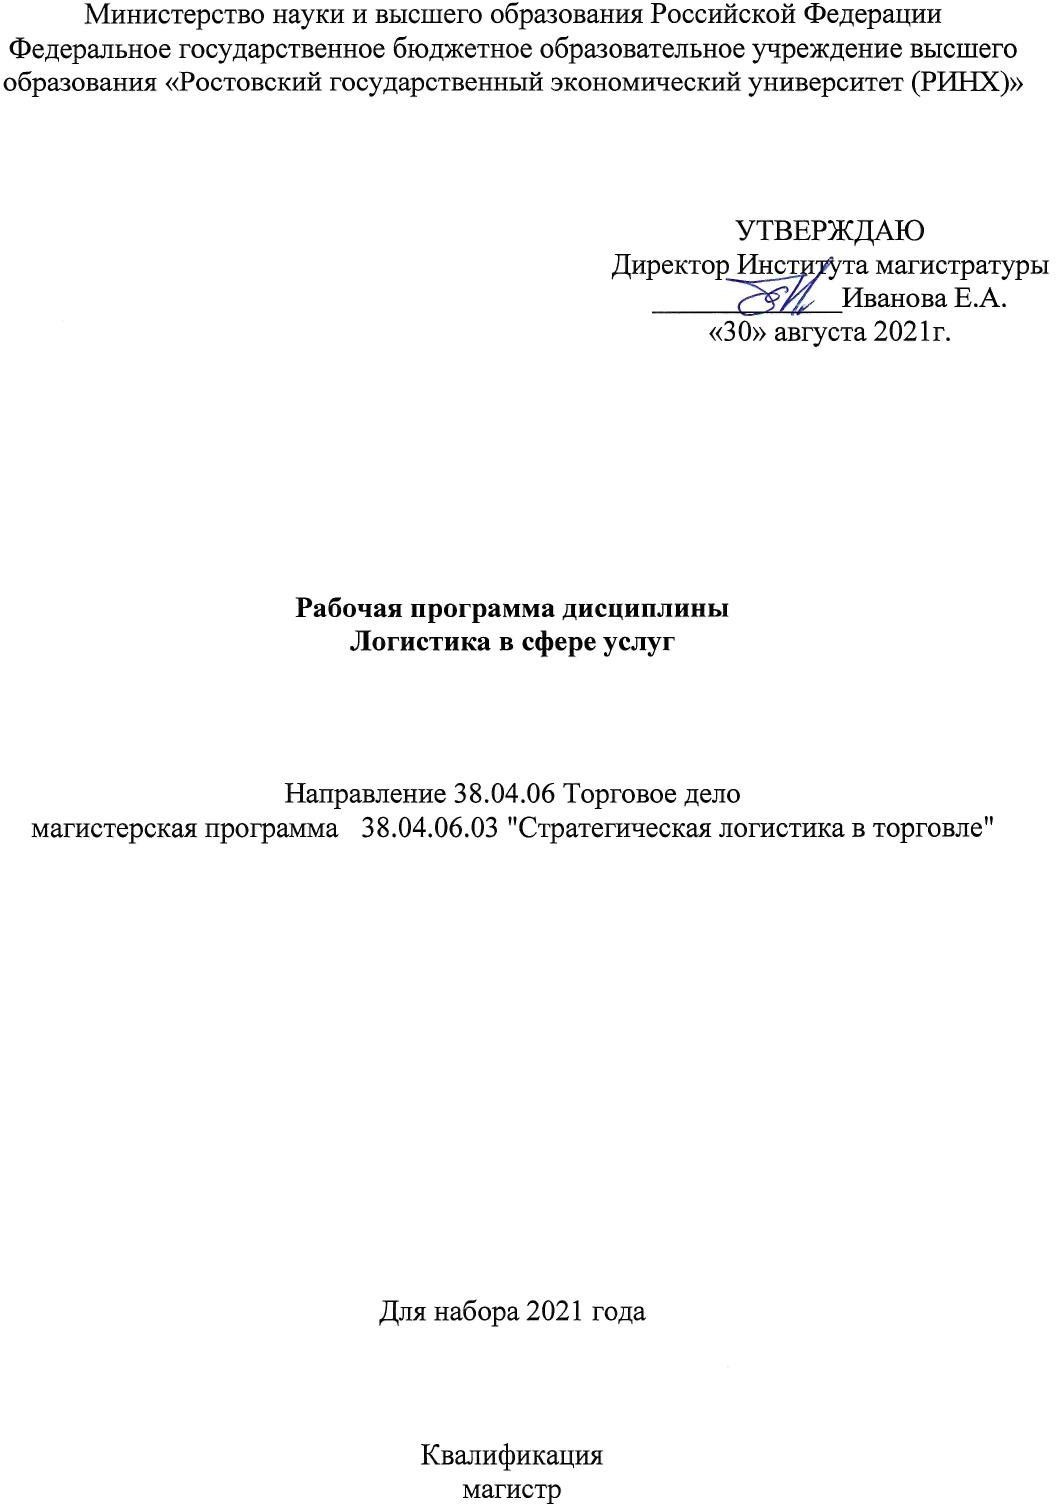 Министерство науки и высшего образования Российской Федерации
Федеральное государственное бюджетное образовательное учреждение высшего
образования «Ростовский государственный экономический университет (РИНХ)»
УТВЕРЖДАЮ
Директор Института магистратуры
Иванова Е.А.
«30» августа 2021г.
Рабочая программа дисциплины
Логистика в сфере услуг
Направление 38.04.06 Торговое дело
магистерская программа 38.04.06.03 "Стратегическая логистика в торговле"
Для набора 2021 года
Квалификация
магистр